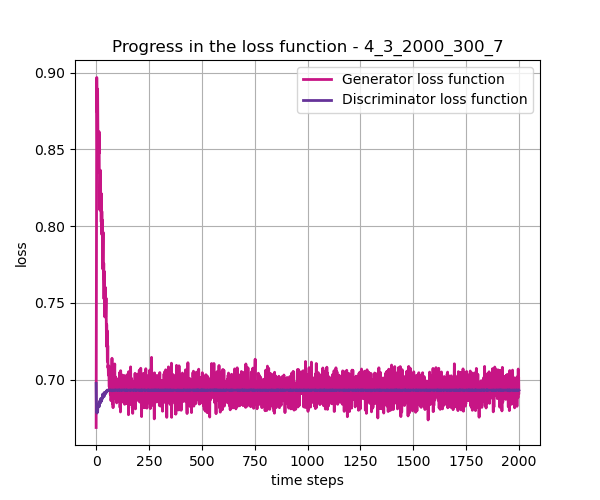 Progress in the loss function - 4_3_2000_300_7
Generator loss function
Discriminator loss function
0.90
0.85
0.80
0.75
0.70
loss
0 250 500 750 1000 1250 1500 1750 2000
time steps